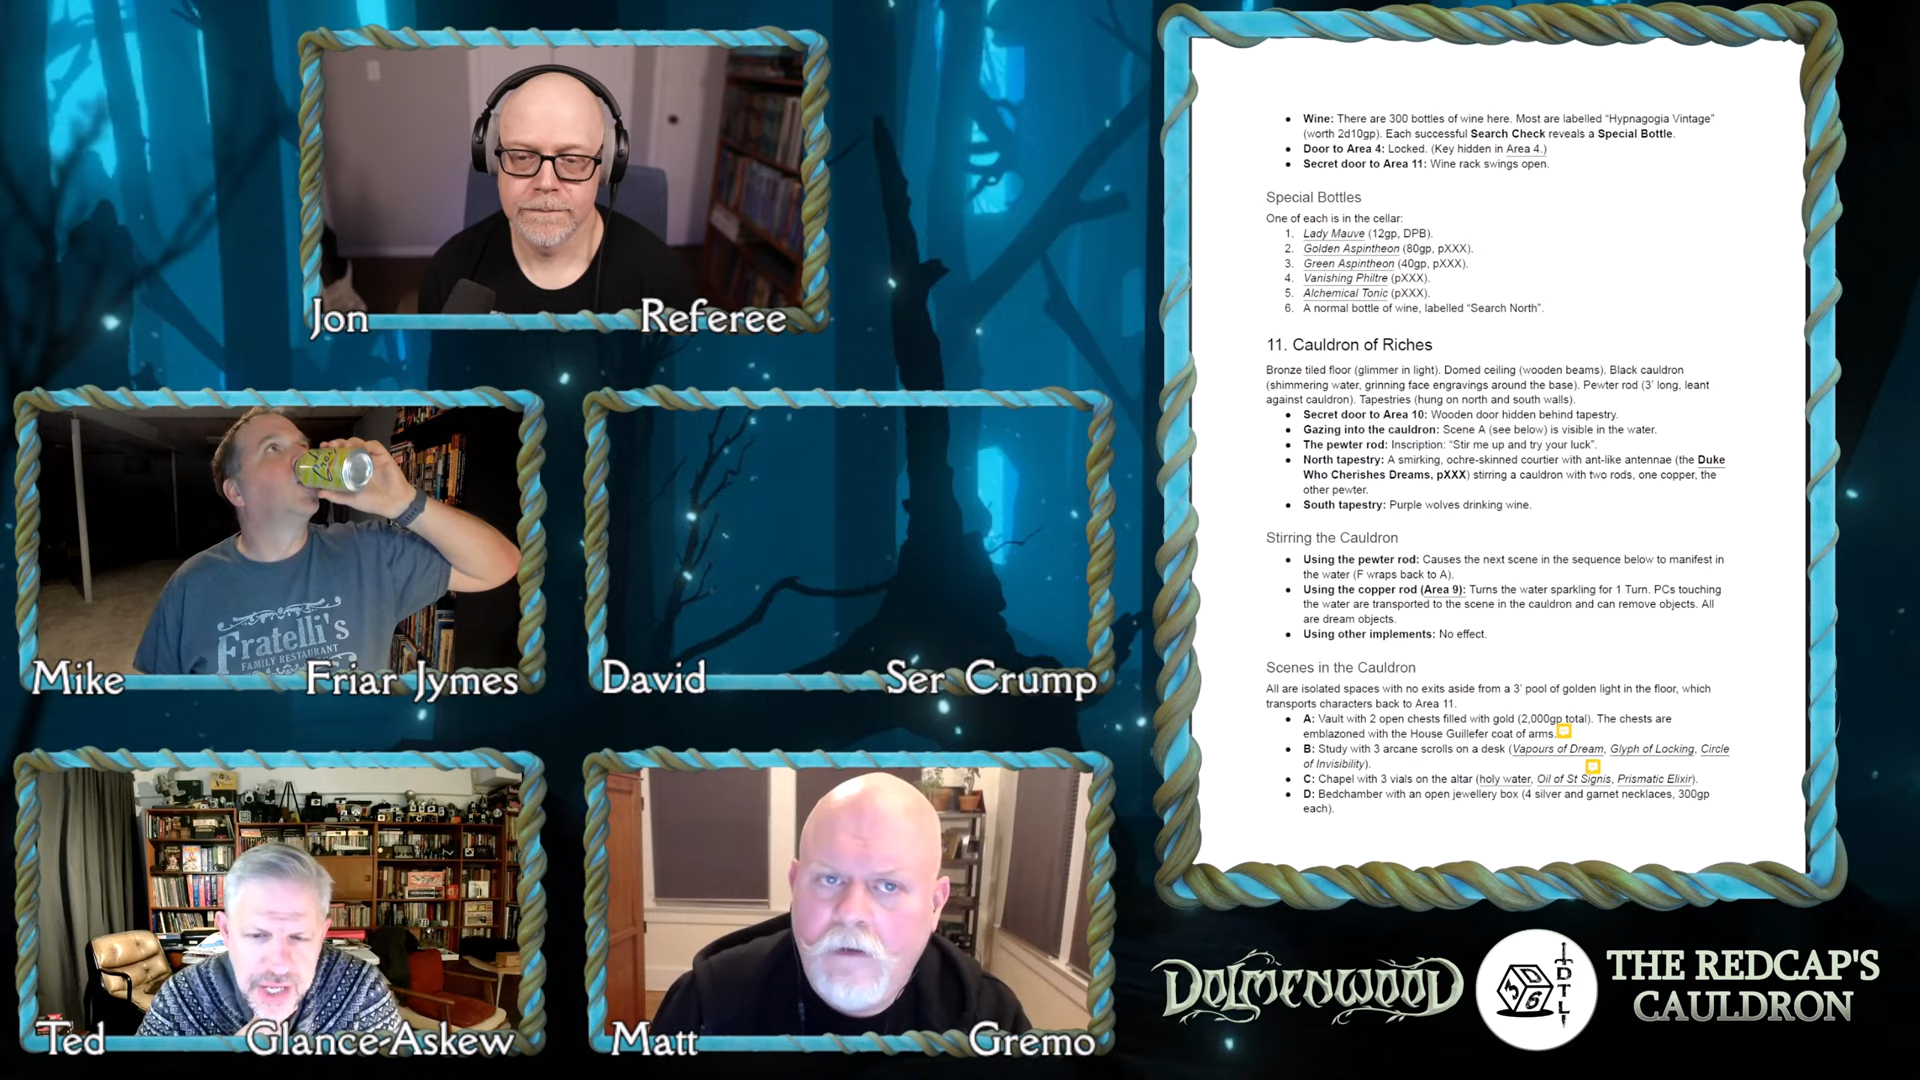 Jon Referee
Mike Friar Jymes
Fratelli's
FAMILY RESTAURANT
David Ser Crump
Ted Glance-Askew
Matt Gremo
• Wine: There are 300 bottles of wine here. Most are labelled “Hypnagogia Vintage”
(worth 2d10gp). Each successful Search Check reveals a Special Bottle.
• Door to Area 4: Locked. (Key hidden in Area 4.)
• Secret door to Area 11: Wine rack swings open.
Special Bottles
One of each is in the cellar:
1. Lady Mauve (12gp, DPB).
2. Golden Aspintheon (80gp, pXXX).
3. Green Aspintheon (40gp, pXXX).
4. Vanishing Philtre (pXXX).
5. Alchemical Tonic (pXXX).
6. A normal bottle of wine, labelled “Search North”.
11. Cauldron of Riches
Bronze tiled floor (glimmer in light). Domed ceiling (wooden beams). Black cauldron
(shimmering water, grinning face engravings around the base). Pewter rod (3’ long, leant
against cauldron). Tapestries (hung on north and south walls).
• Secret door to Area 10: Wooden door hidden behind tapestry.
• Gazing into the cauldron: Scene A (see below) is visible in the water.
• The pewter rod: Inscription: “Stir me up and try your luck”.
• North tapestry: A smirking, ochre-skinned courtier with ant-like antennae (the Duke
Who Cherishes Dreams, pXXX) stirring a cauldron with two rods, one copper, the
other pewter.
• South tapestry: Purple wolves drinking wine.
Stirring the Cauldron
• Using the pewter rod: Causes the next scene in the sequence below to manifest in
the water (F wraps back to A).
• Using the copper rod (Area 9): Turns the water sparkling for 1 Turn. PCs touching
the water are transported to the scene in the cauldron and can remove objects. All
are dream objects.
• Using other implements: No effect.
Scenes in the Cauldron
All are isolated spaces with no exits aside from a 3’ pool of golden light in the floor, which
transports characters back to Area 11.
• A: Vault with 2 open chests filled with gold (2,000gp total). The chests are
emblazoned with the House Guillefer coat of arms.
• B: Study with 3 arcane scrolls on a desk (Vapours of Dream, Glyph of Locking, Circle
of Invisibility).
• C: Chapel with 3 vials on the altar (holy water, Oil of St Signis, Prismatic Elixir).
• D: Bedchamber with an open jewellery box (4 silver and garnet necklaces, 300gp
each).
DOLMENWOOD
3D6
DTL
THE REDCAP'S
CAULDRON